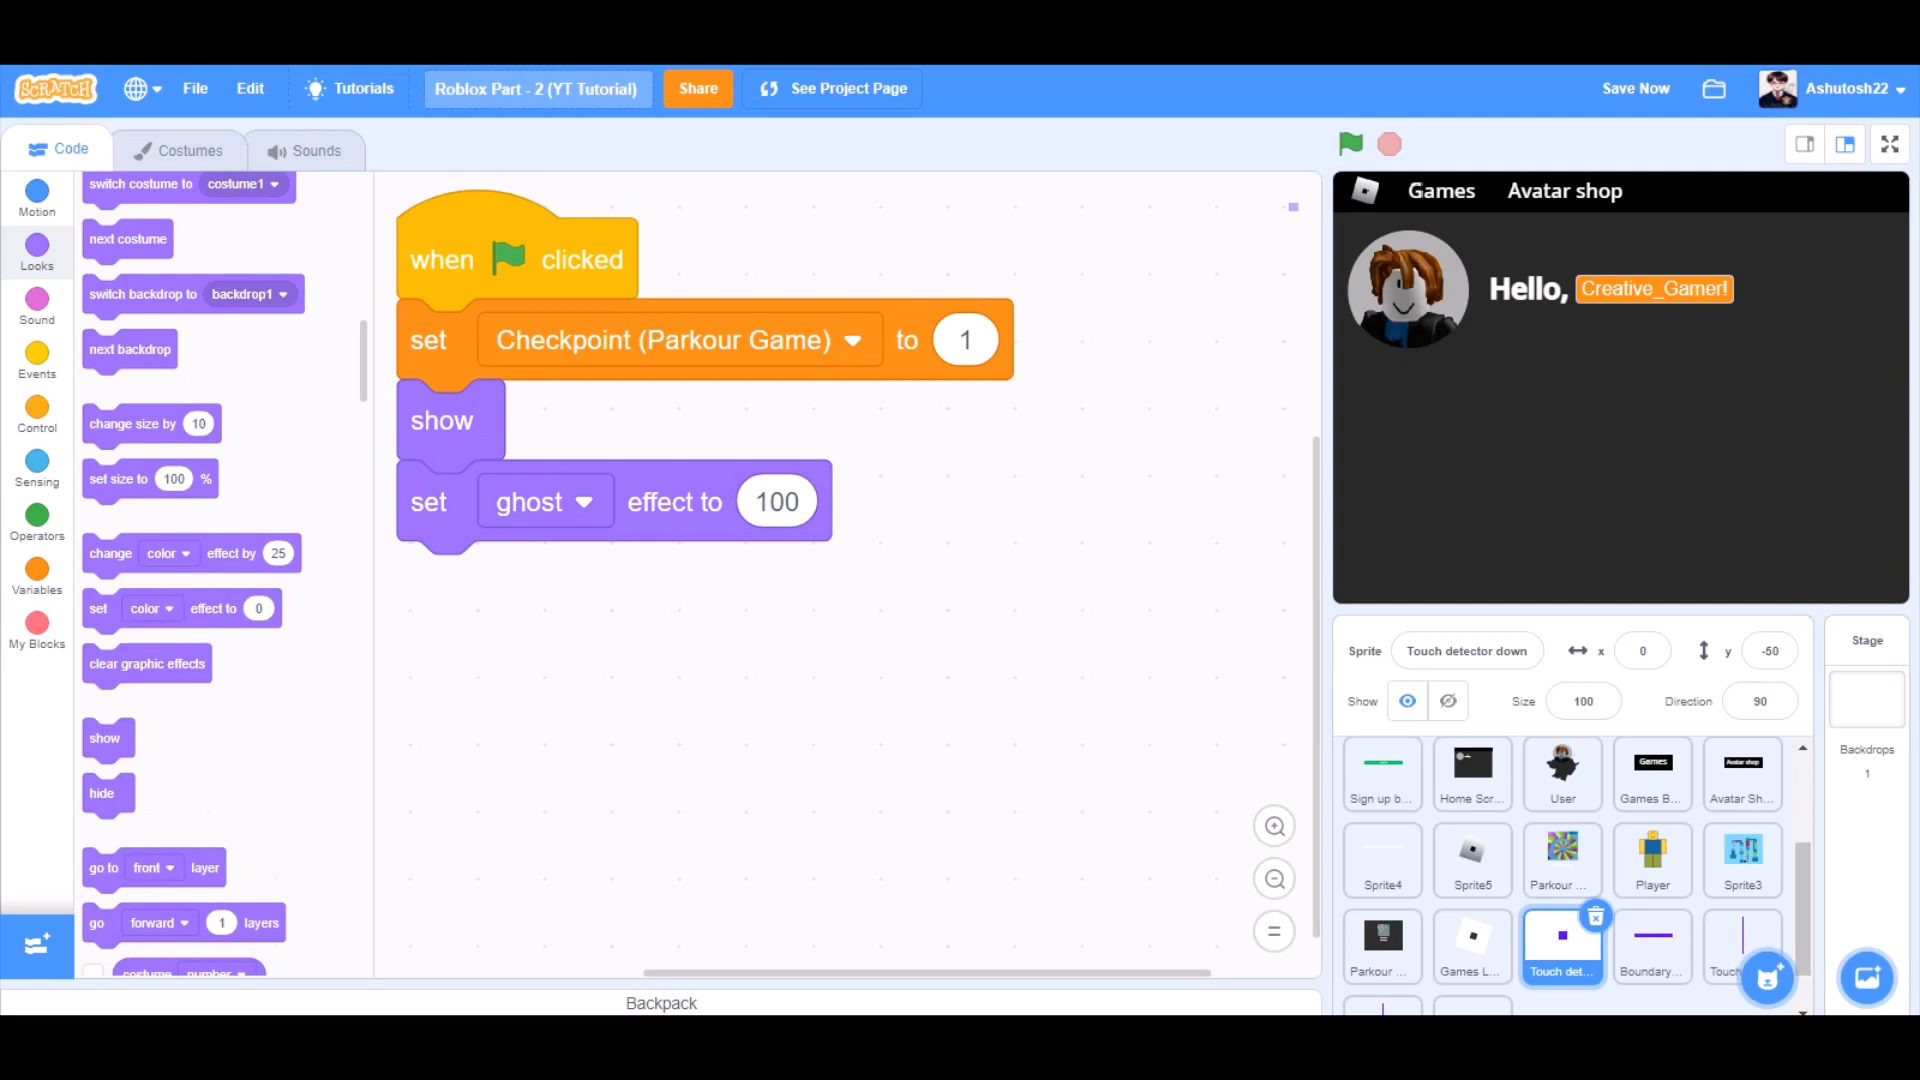 SCRATCH
File
Edit
Tutorials
Roblox Part - 2 (YT Tutorial)
Share
See Project Page
Save Now
Ashutosh22
Code
Costumes
Sounds
Motion
Looks
Sound
Events
Control
Sensing
Operators
Variables
My Blocks
switch costume to costume1
next costume
switch backdrop to backdrop1
next backdrop
change size by 10
set size to 100 %
change color effect by 25
set color effect to 0
clear graphic effects
show
hide
go to front layer
go forward 1 layers
costume number
when clicked
set Checkpoint (Parkour Game) to 1
show
set ghost effect to 100
Backpack
Games Avatar shop
Hello, Creative_Gamer!
Sprite Touch detector down x 0 y -50
Show Size 100 Direction 90
Stage
Backdrops
1
Sign up b...
Home Scr...
User
Games
Games B...
Avatar shop
Avatar Sh...
Sprite4
Sprite5
Parkour ...
Player
Sprite3
Parkour ...
Games L...
Touch det...
Boundary...
Touc